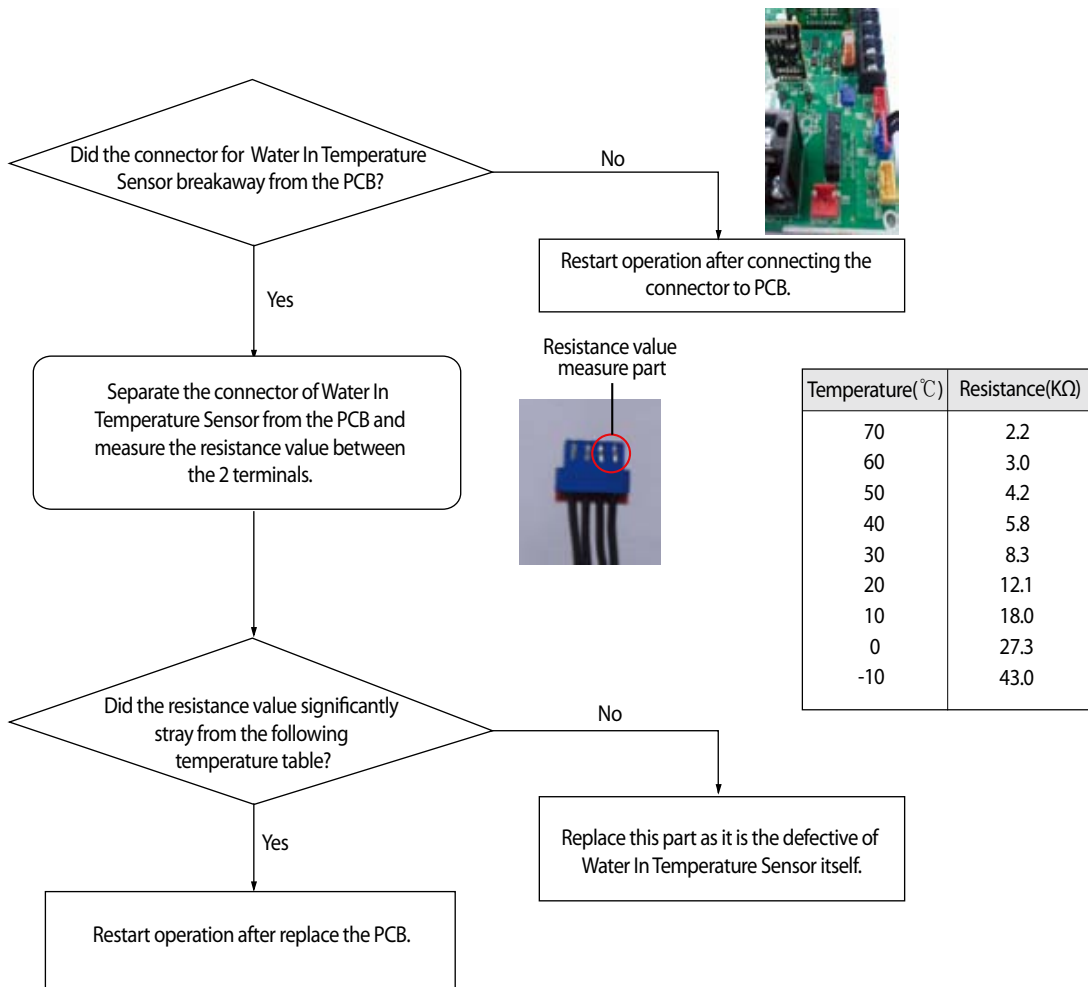 Did the connector for Water In Temperature
Sensor breakaway from the PCB?
No
Restart operation after connecting the
connector to PCB.
Yes
Separate the connector of Water In
Temperature Sensor from the PCB and
measure the resistance value between
the 2 terminals.
Resistance value
measure part
Temperature(℃) Resistance(KΩ)
70 2.2
60 3.0
50 4.2
40 5.8
30 8.3
20 12.1
10 18.0
0 27.3
-10 43.0
Did the resistance value significantly
stray from the following
temperature table?
No
Replace this part as it is the defective of
Water In Temperature Sensor itself.
Yes
Restart operation after replace the PCB.